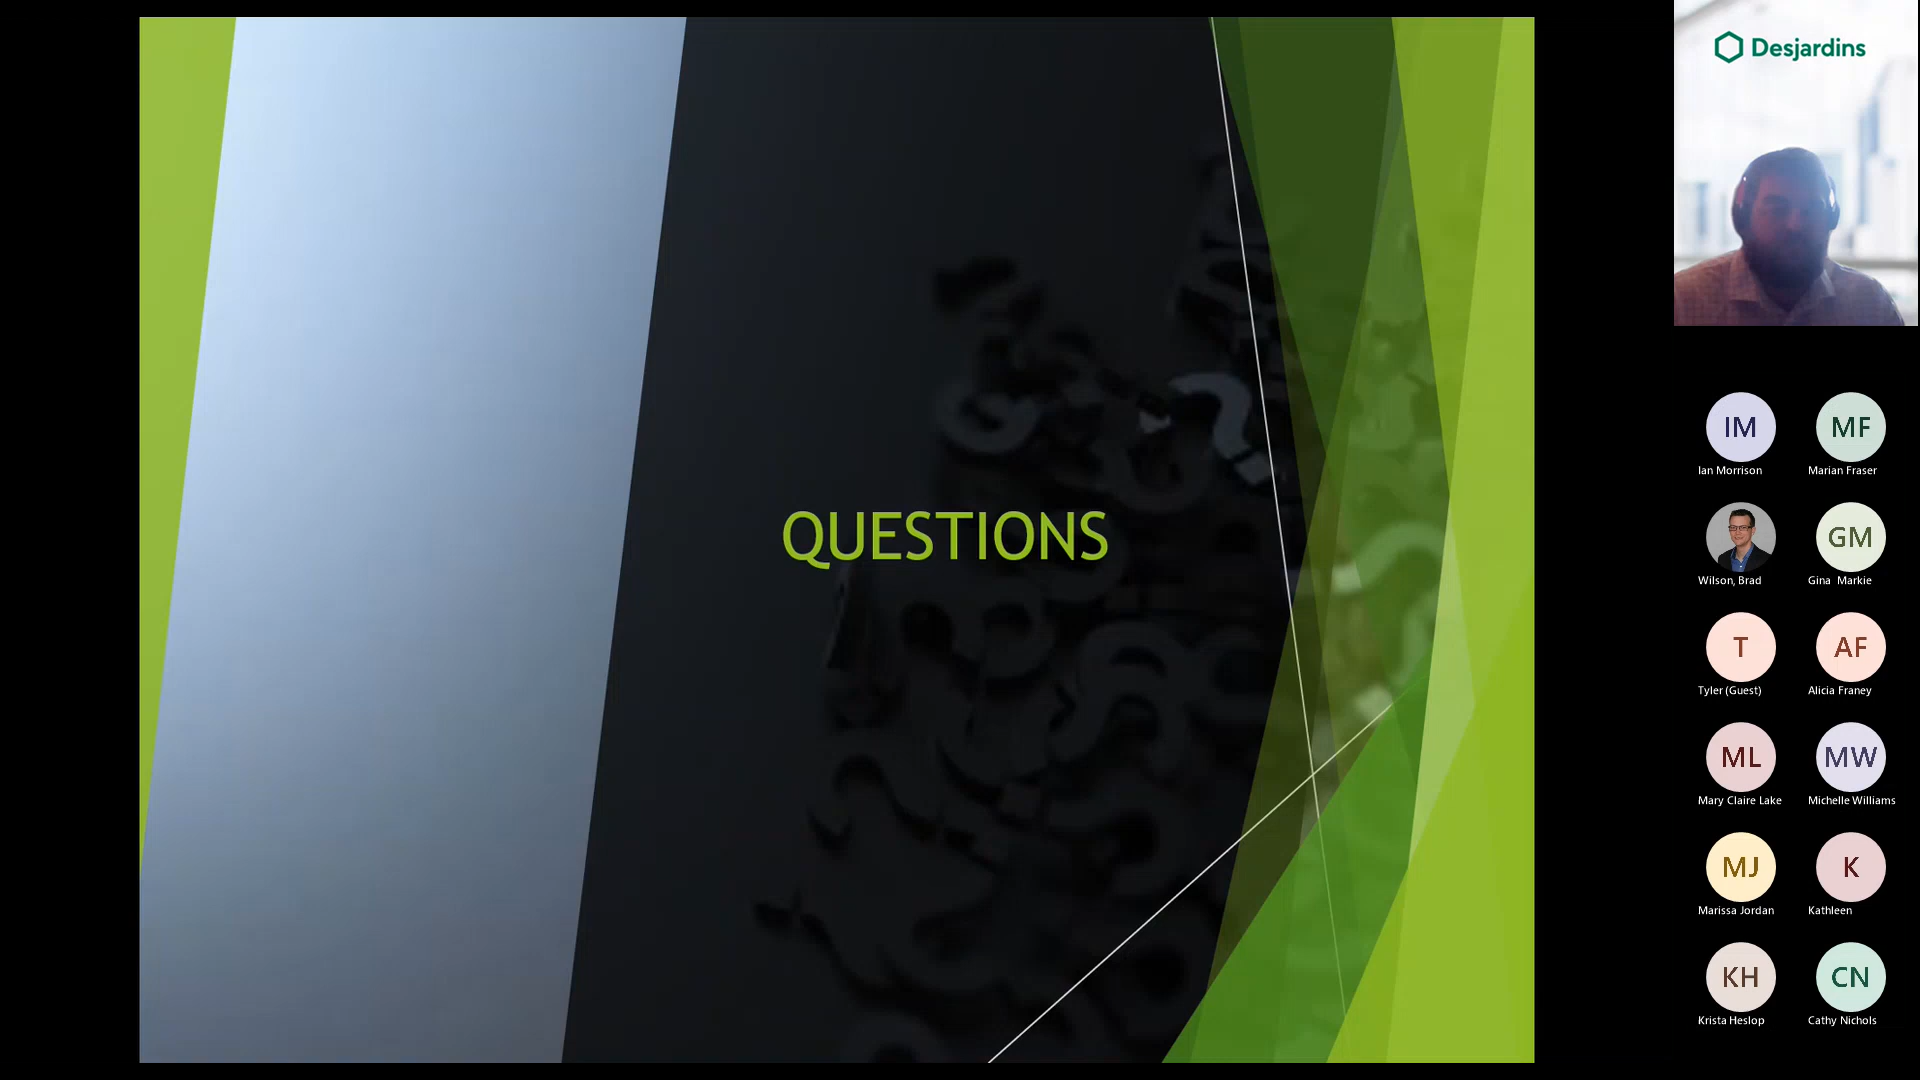 QUESTIONS
Desjardins
IM
MF
Ian Morrison
Marian Fraser
Wilson, Brad
GM
Gina Markie
T
AF
Tyler (Guest)
Alicia Franey
ML
MW
Mary Claire Lake
Michelle Williams
MJ
K
Marissa Jordan
Kathleen
KH
CN
Krista Heslop
Cathy Nichols